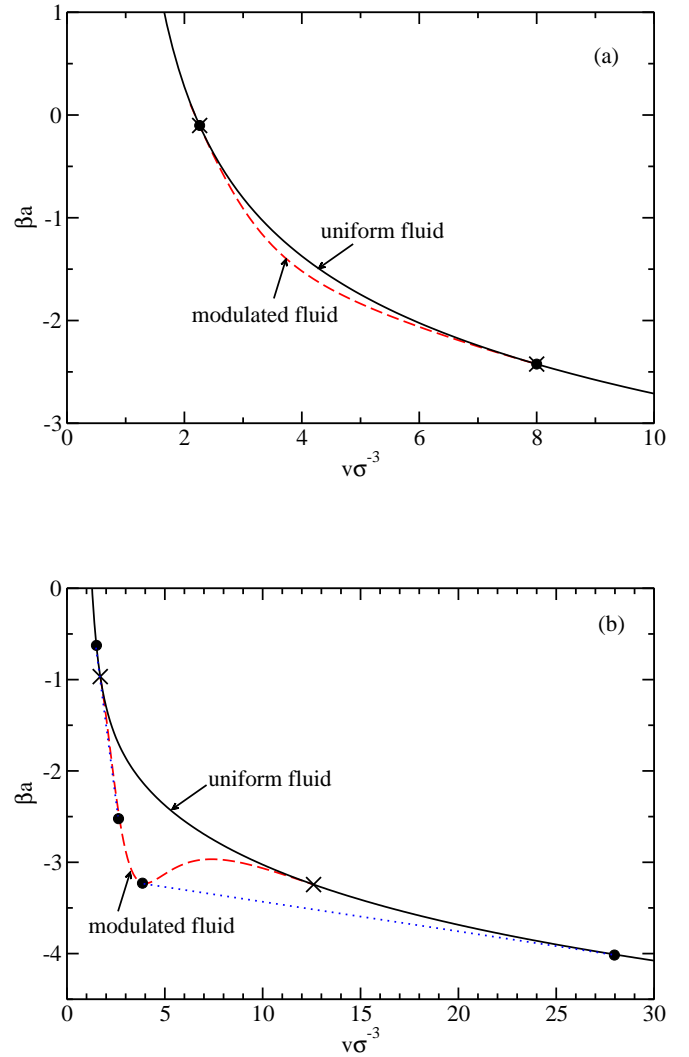 1
(a)
0
βa
-1
uniform fluid
modulated fluid
-2
-3
0 2 4 6 8 10
vσ⁻³
0
(b)
-1
βa
-2
uniform fluid
-3
modulated fluid
-4
0 5 10 15 20 25 30
vσ⁻³